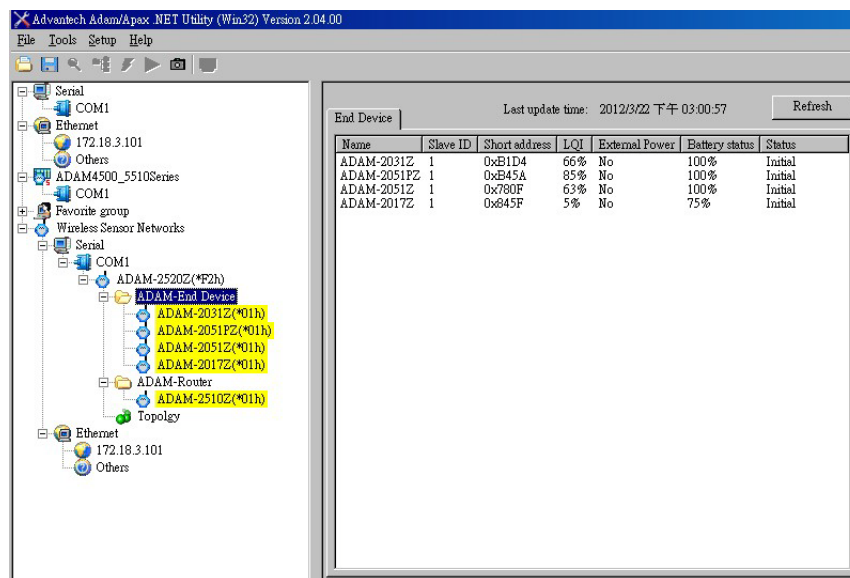 Advantech Adam/Apax .NET Utility (Win32) Version 2.04.00
File Tools Setup Help
Serial
COM1
Ethernet
172.18.3.101
Others
ADAM4500_5510Series
COM1
Favorite group
Wireless Sensor Networks
Serial
COM1
ADAM-2520Z(*F2h)
ADAM-End Device
ADAM-2031Z(*01h)
ADAM-2051PZ(*01h)
ADAM-2051Z(*01h)
ADAM-2017Z(*01h)
ADAM-Router
ADAM-2510Z(*01h)
Topolgy
Ethernet
172.18.3.101
Others
End Device
Last update time: 2012/3/22 下午 03:00:57
Refresh
Name Slave ID Short address LQI External Power Battery status Status
ADAM-2031Z 1 0xB1D4 66% No 100% Initial
ADAM-2051PZ 1 0xB45A 85% No 100% Initial
ADAM-2051Z 1 0x780F 63% No 100% Initial
ADAM-2017Z 1 0x845F 5% No 75% Initial